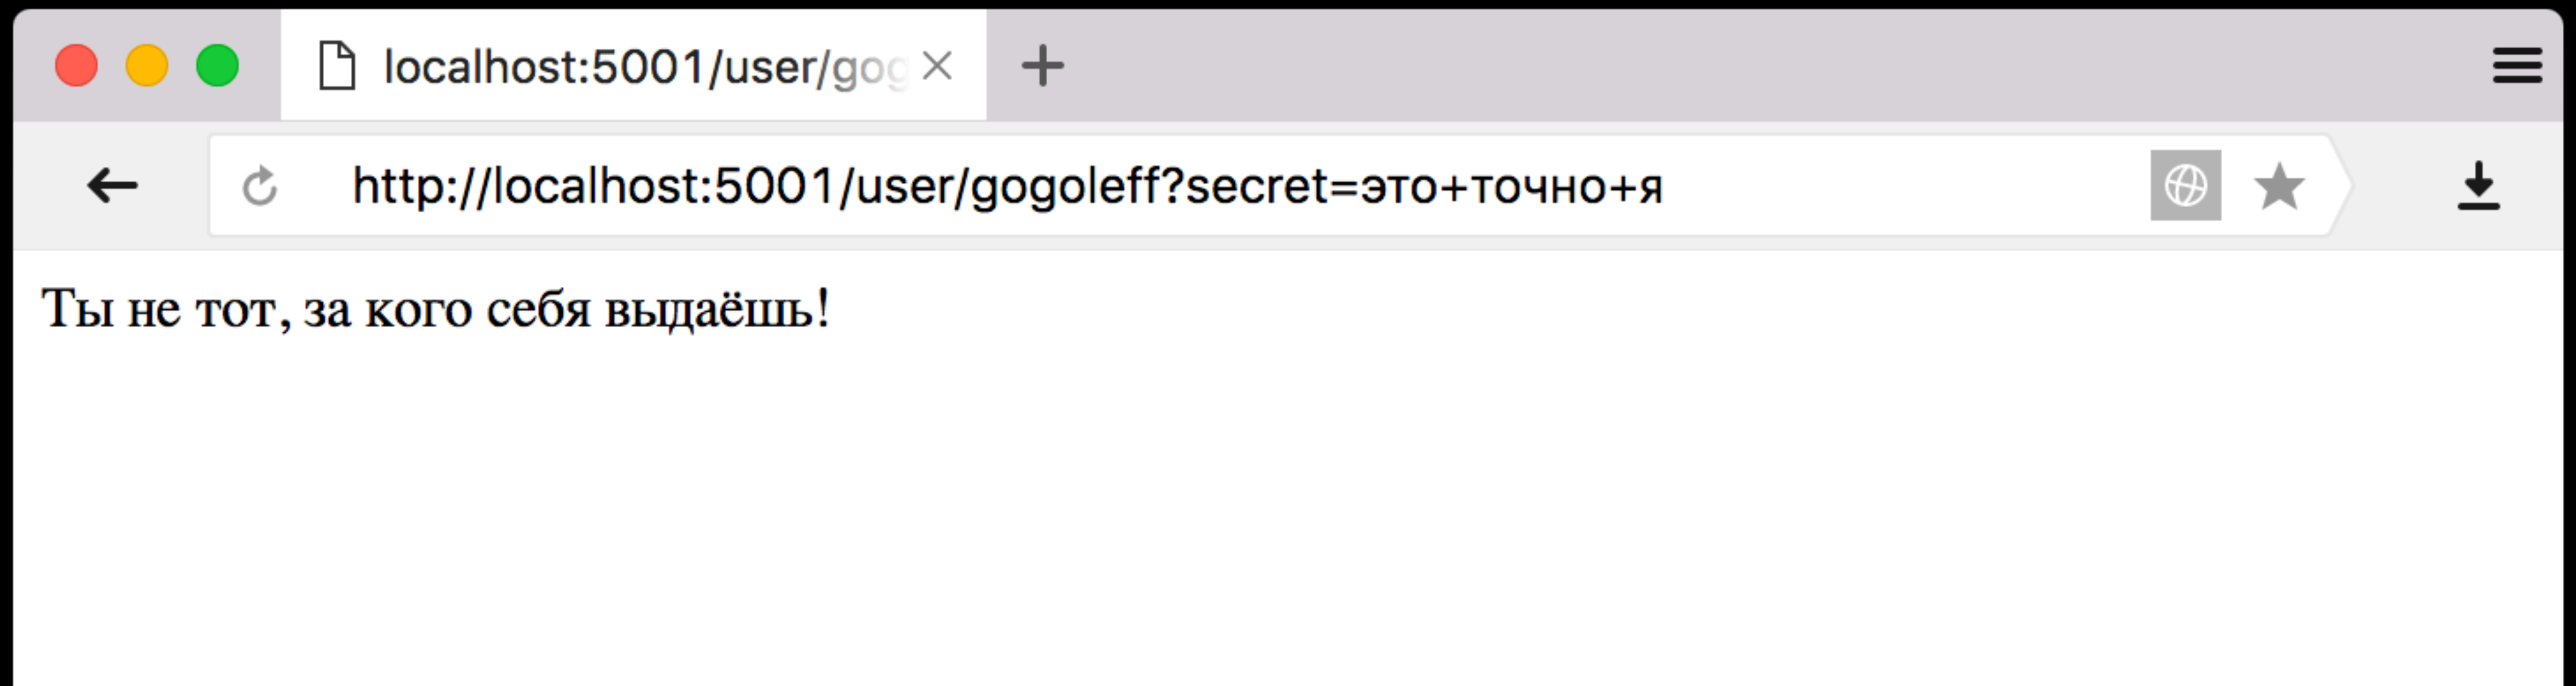 localhost:5001/user/gog
http://localhost:5001/user/gogoleff?secret=это+точно+я
Ты не тот, за кого себя выдаёшь!